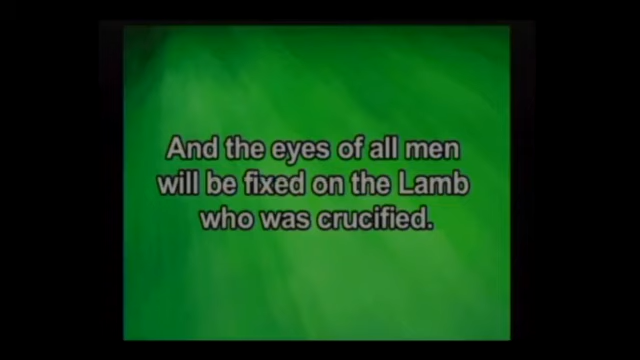 And the eyes of all men
will be fixed on the Lamb
who was crucified.